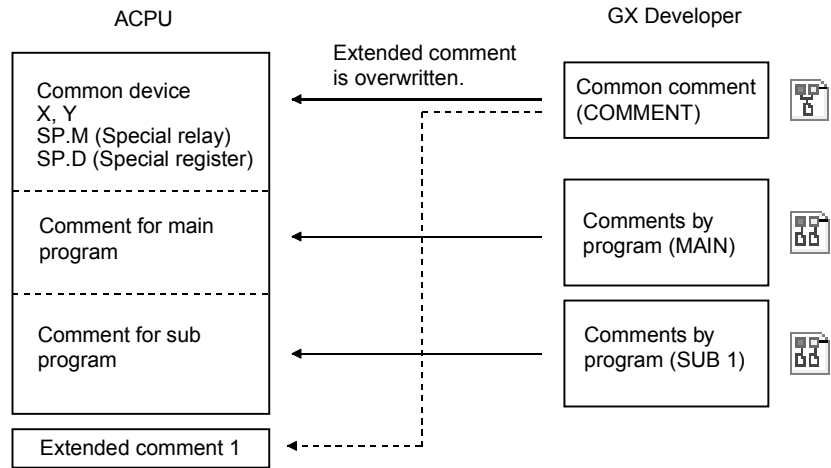 ACPU
GX Developer
Extended comment
is overwritten.
Common device
X, Y
SP.M (Special relay)
SP.D (Special register)
Common comment
(COMMENT)
Comment for main
program
Comments by
program (MAIN)
Comment for sub
program
Comments by
program (SUB 1)
Extended comment 1